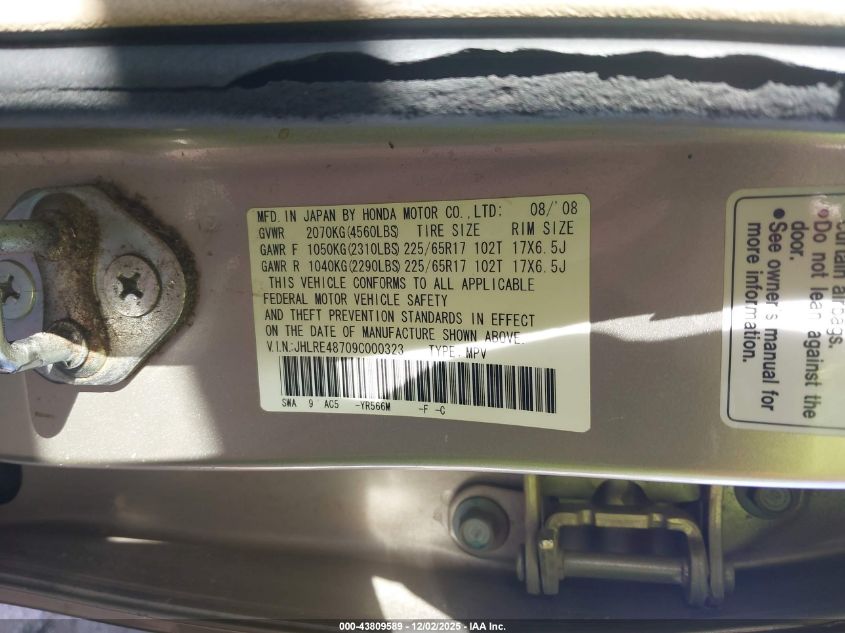 MFD. IN JAPAN BY HONDA MOTOR CO.,LTD: 08/'08
GVWR 2070KG(4560LBS) TIRE SIZE RIM SIZE
GAWR F 1050KG(2310LBS) 225/65R17 102T 17X6.5J
GAWR R 1040KG(2290LBS) 225/65R17 102T 17X6.5J
THIS VEHICLE CONFORMS TO ALL APPLICABLE
FEDERAL MOTOR VEHICLE SAFETY
AND THEFT PREVENTION STANDARDS IN EFFECT
ON THE DATE OF MANUFACTURE SHOWN ABOVE.
V.I.N.:JHLRE48709C000323 TYPE: MPV
SWA 9 AC5 -YR566M -F -C
airbags.
•Do not lean against the
door.
•See owner's manual for
more information.
000-43809589 - 12/02/2025 - IAA Inc.